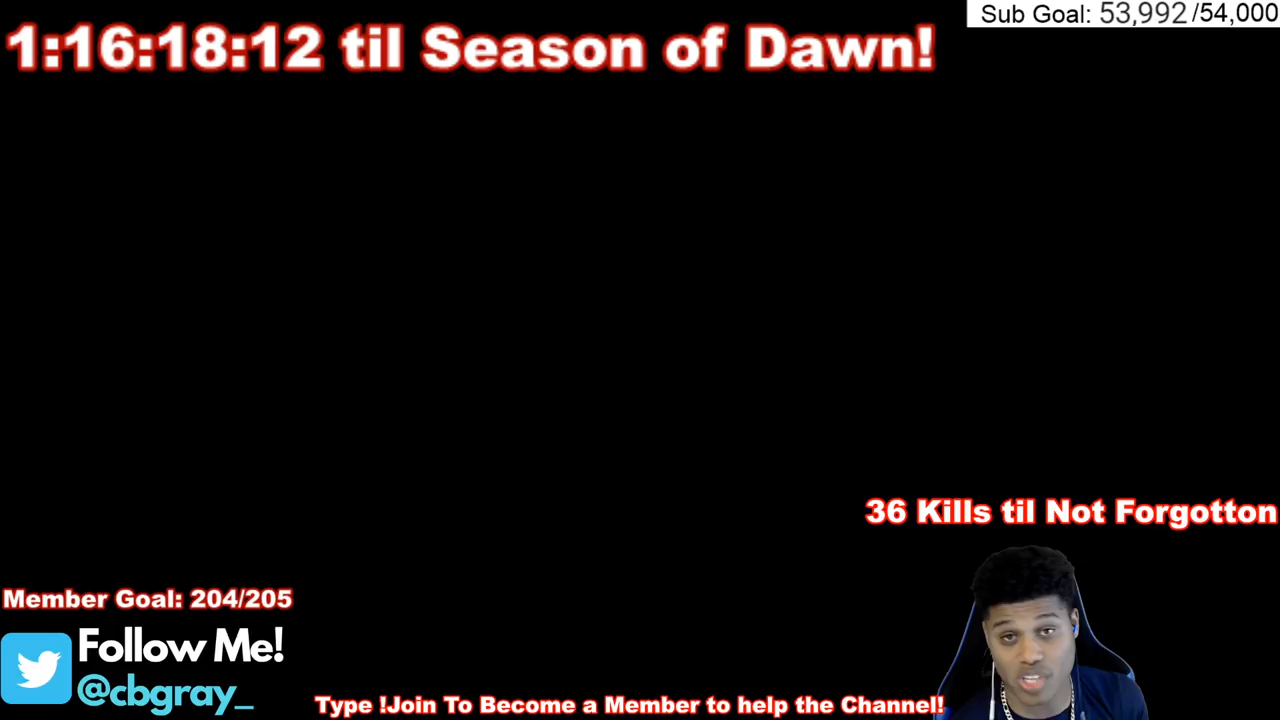 Sub Goal: 53,992/54,000
1:16:18:12 til Season of Dawn!
36 Kills til Not Forgotton
Member Goal: 204/205
Follow Me!
@cbgray_
Type !Join To Become a Member to help the Channel!